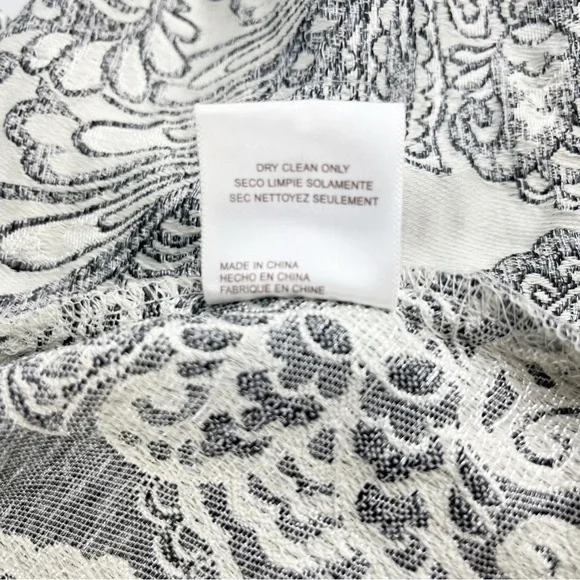 DRY CLEAN ONLY
SECO LIMPIE SOLAMENTE
SEC NETTOYEZ SEULEMENT
MADE IN CHINA
HECHO EN CHINA
FABRIQUE EN CHINE